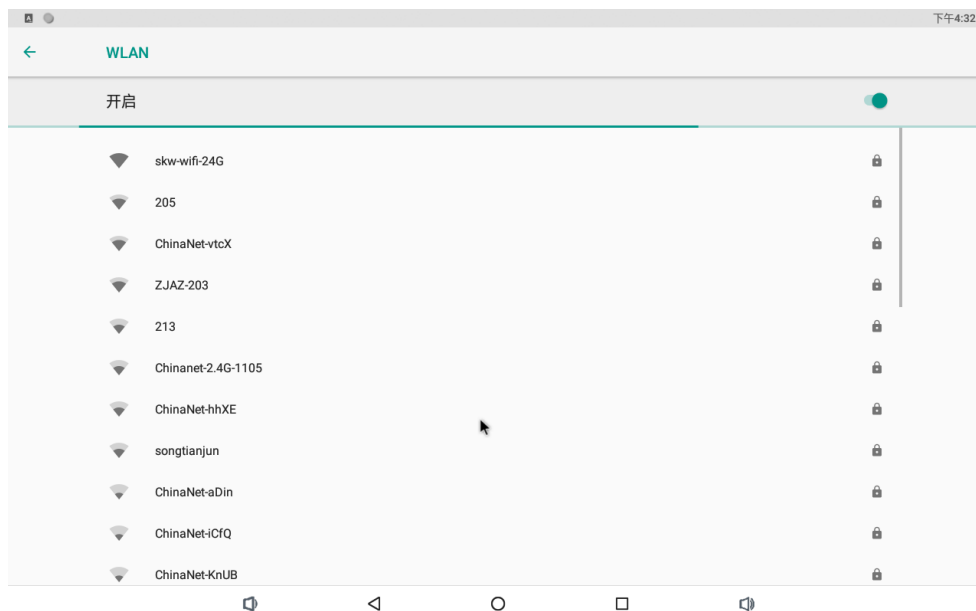 下午4:32
WLAN
开启
skw-wifi-24G
205
ChinaNet-vtcX
ZJAZ-203
213
Chinanet-2.4G-1105
ChinaNet-hhXE
songtianjun
ChinaNet-aDin
ChinaNet-iCfQ
ChinaNet-KnUB